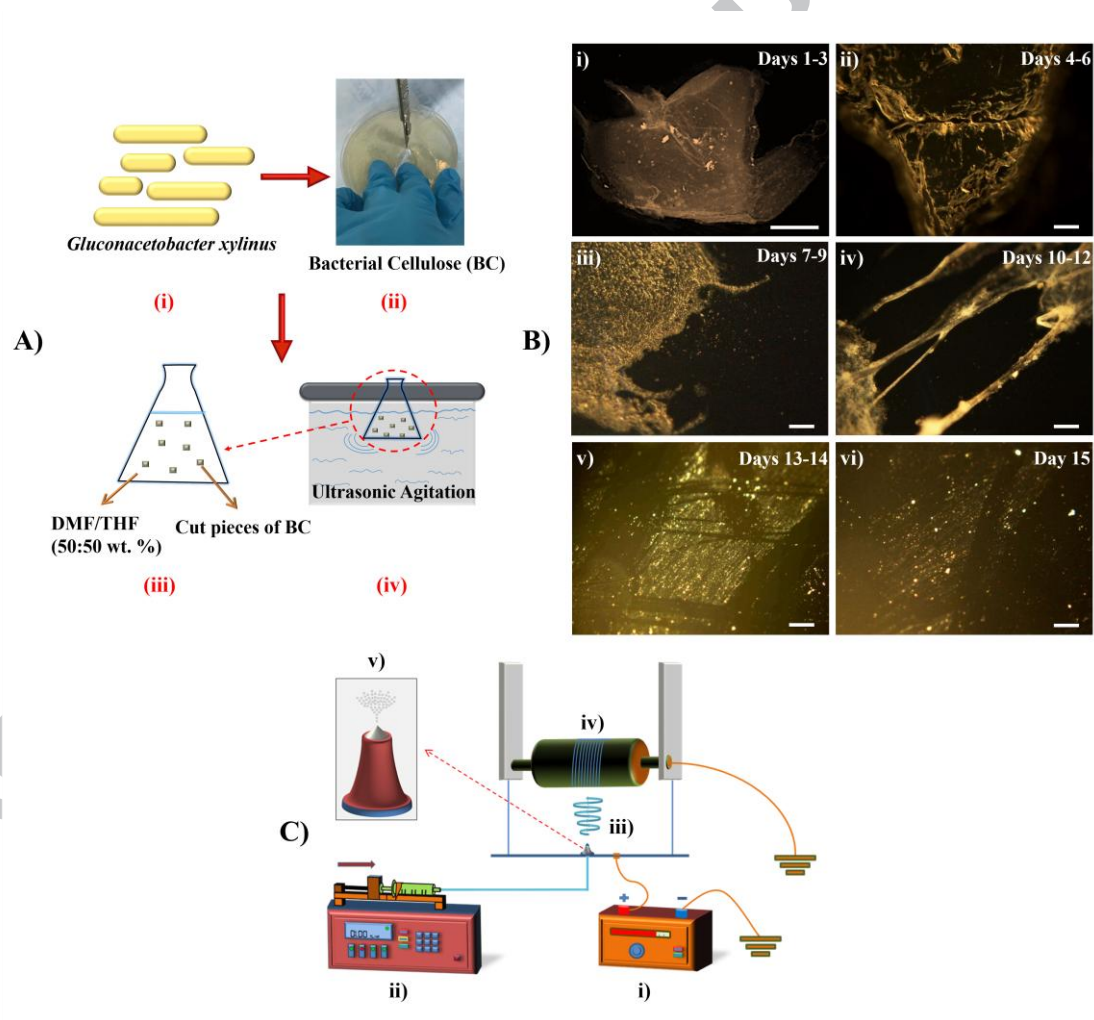 A)
Gluconacetobacter xylinus
(i)
Bacterial Cellulose (BC)
(ii)
DMF/THF
(50:50 wt. %)
Cut pieces of BC
(iii)
Ultrasonic Agitation
(iv)
B)
i)
Days 1-3
ii)
Days 4-6
iii)
Days 7-9
iv)
Days 10-12
v)
Days 13-14
vi)
Day 15
C)
v)
iv)
iii)
+
−
ii)
i)